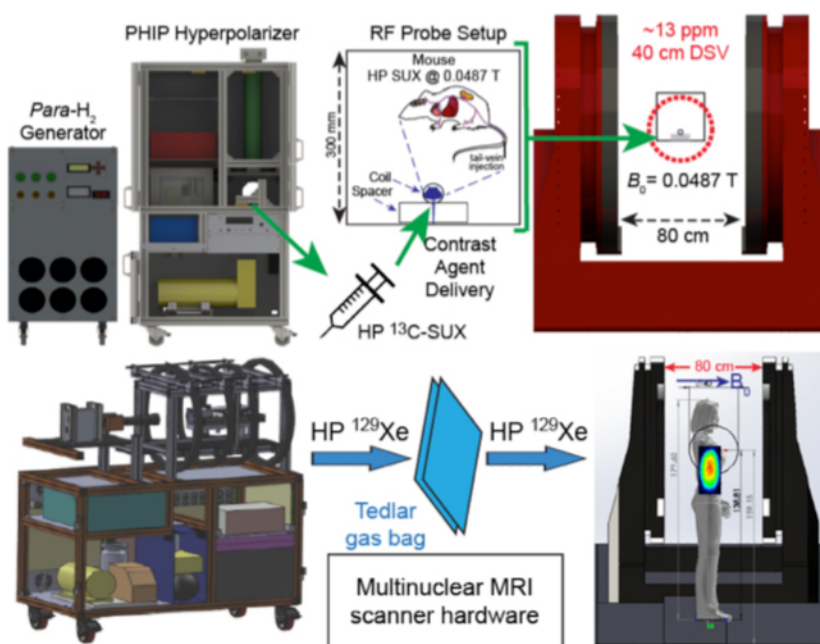 PHIP Hyperpolarizer
RF Probe Setup
~13 ppm
40 cm DSV
Para-H2
Generator
Mouse
HP SUX @ 0.0487 T
300 mm
tail-vein
injection
Coil
Spacer
B0= 0.0487 T
80 cm
Contrast
Agent
Delivery
HP 13C-SUX
80 cm
B0
HP 129Xe
HP 129Xe
Tedlar
gas bag
Multinuclear MRI
scanner hardware